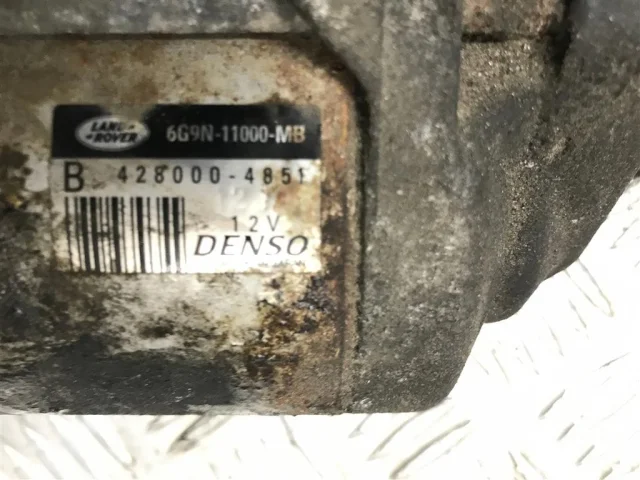 LAND ROVER 6G9N-11000-MB
B 428000-4851
12V
DENSO